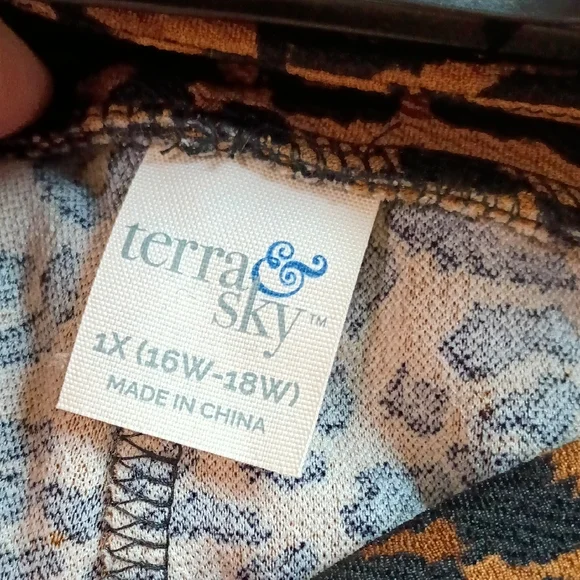 terra &
sky™
1X (16W-18W)
MADE IN CHINA